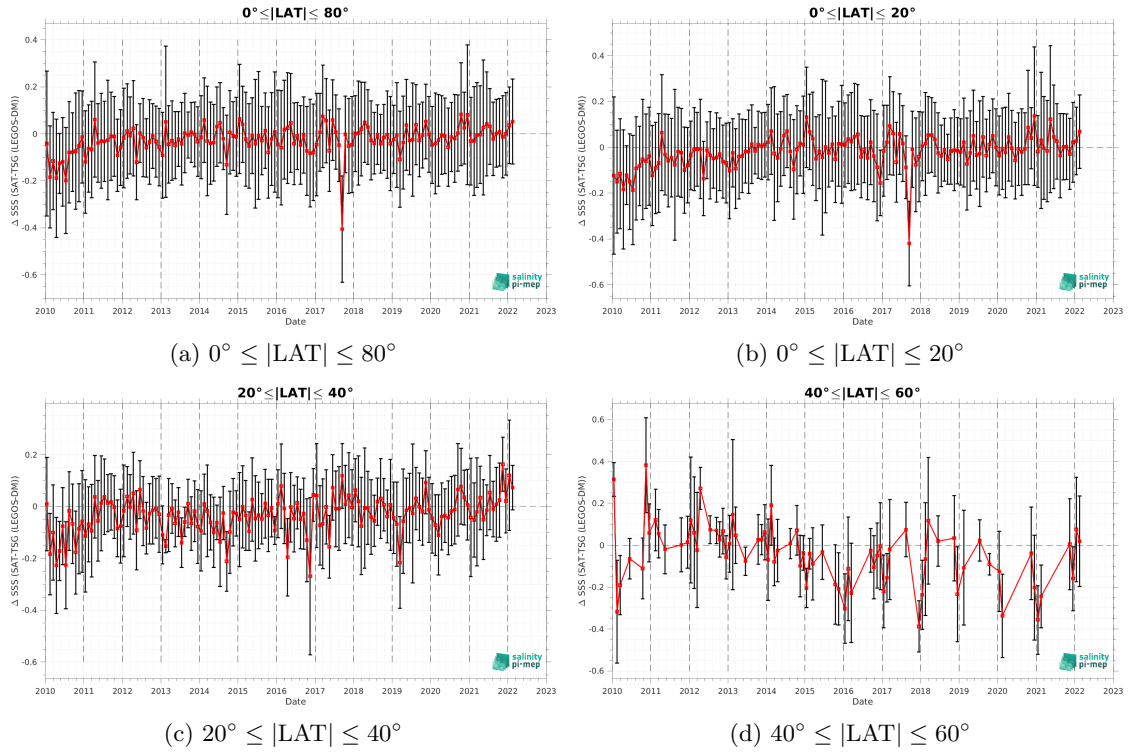 0°≤|LAT|≤ 80°
Δ SSS (SAT-TSG (LEGOS-DM))
0.4
0.2
0
-0.2
-0.4
-0.6
2010 2011 2012 2013 2014 2015 2016 2017 2018 2019 2020 2021 2022 2023
Date
salinity
pi-mep
(a) 0° ≤ |LAT| ≤ 80°
0°≤|LAT|≤ 20°
Δ SSS (SAT-TSG (LEGOS-DM))
0.4
0.2
0
-0.2
-0.4
-0.6
2010 2011 2012 2013 2014 2015 2016 2017 2018 2019 2020 2021 2022 2023
Date
salinity
pi-mep
(b) 0° ≤ |LAT| ≤ 20°
20°≤|LAT|≤ 40°
Δ SSS (SAT-TSG (LEGOS-DM))
0.2
0
-0.2
-0.4
-0.6
2010 2011 2012 2013 2014 2015 2016 2017 2018 2019 2020 2021 2022 2023
Date
salinity
pi-mep
(c) 20° ≤ |LAT| ≤ 40°
40°≤|LAT|≤ 60°
Δ SSS (SAT-TSG (LEGOS-DM))
0.6
0.4
0.2
0
-0.2
-0.4
-0.6
2010 2011 2012 2013 2014 2015 2016 2017 2018 2019 2020 2021 2022 2023
Date
salinity
pi-mep
(d) 40° ≤ |LAT| ≤ 60°